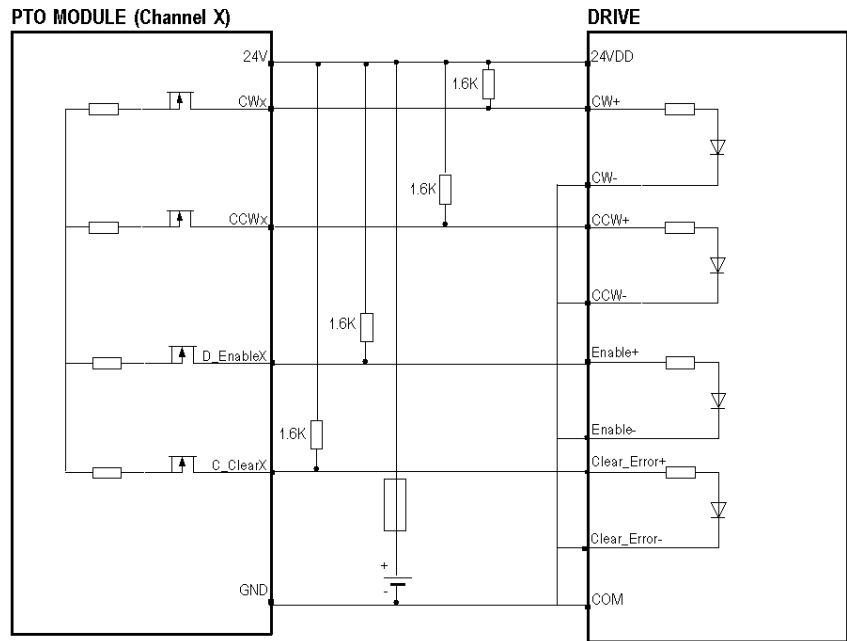 PTO MODULE (Channel X)
DRIVE
24V
24VDD
1.6K
CWx
CW+
CW-
1.6K
CCWx
CCW+
CCW-
1.6K
D_EnableX
Enable+
Enable-
1.6K
C_ClearX
Clear_Error+
Clear_Error-
+
-
GND
COM